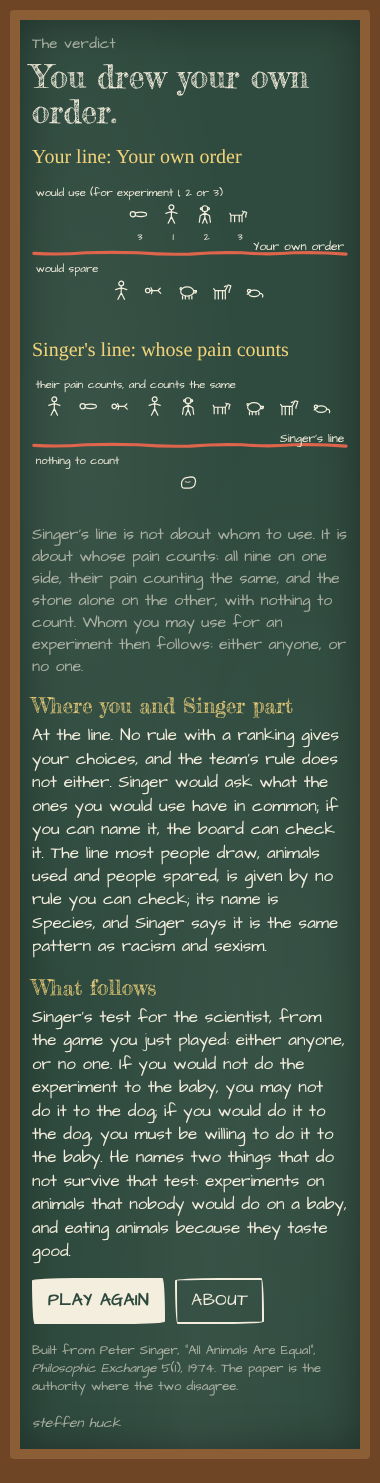 The verdict
You drew your own
order.
Your line: Your own order
would use (for experiment 1, 2 or 3)
3 1 2 3
Your own order
would spare
Singer's line: whose pain counts
their pain counts, and counts the same
Singer's line
nothing to count
Singer's line is not about whom to use. It is
about whose pain counts: all nine on one
side, their pain counting the same, and the
stone alone on the other, with nothing to
count. Whom you may use for an
experiment then follows: either anyone, or
no one.
Where you and Singer part
At the line. No rule with a ranking gives
your choices, and the team's rule does
not either. Singer would ask what the
ones you would use have in common; if
you can name it, the board can check
it. The line most people draw, animals
used and people spared, is given by no
rule you can check; its name is
Species, and Singer says it is the same
pattern as racism and sexism.
What follows
Singer's test for the scientist, from
the game you just played: either anyone,
or no one. If you would not do the
experiment to the baby, you may not
do it to the dog; if you would do it to
the dog, you must be willing to do it to
the baby. He names two things that do
not survive that test: experiments on
animals that nobody would do on a baby,
and eating animals because they taste
good.
PLAY AGAIN ABOUT
Built from Peter Singer, "All Animals Are Equal",
Philosophic Exchange 5(1), 1974. The paper is the
authority where the two disagree.
steffen huck